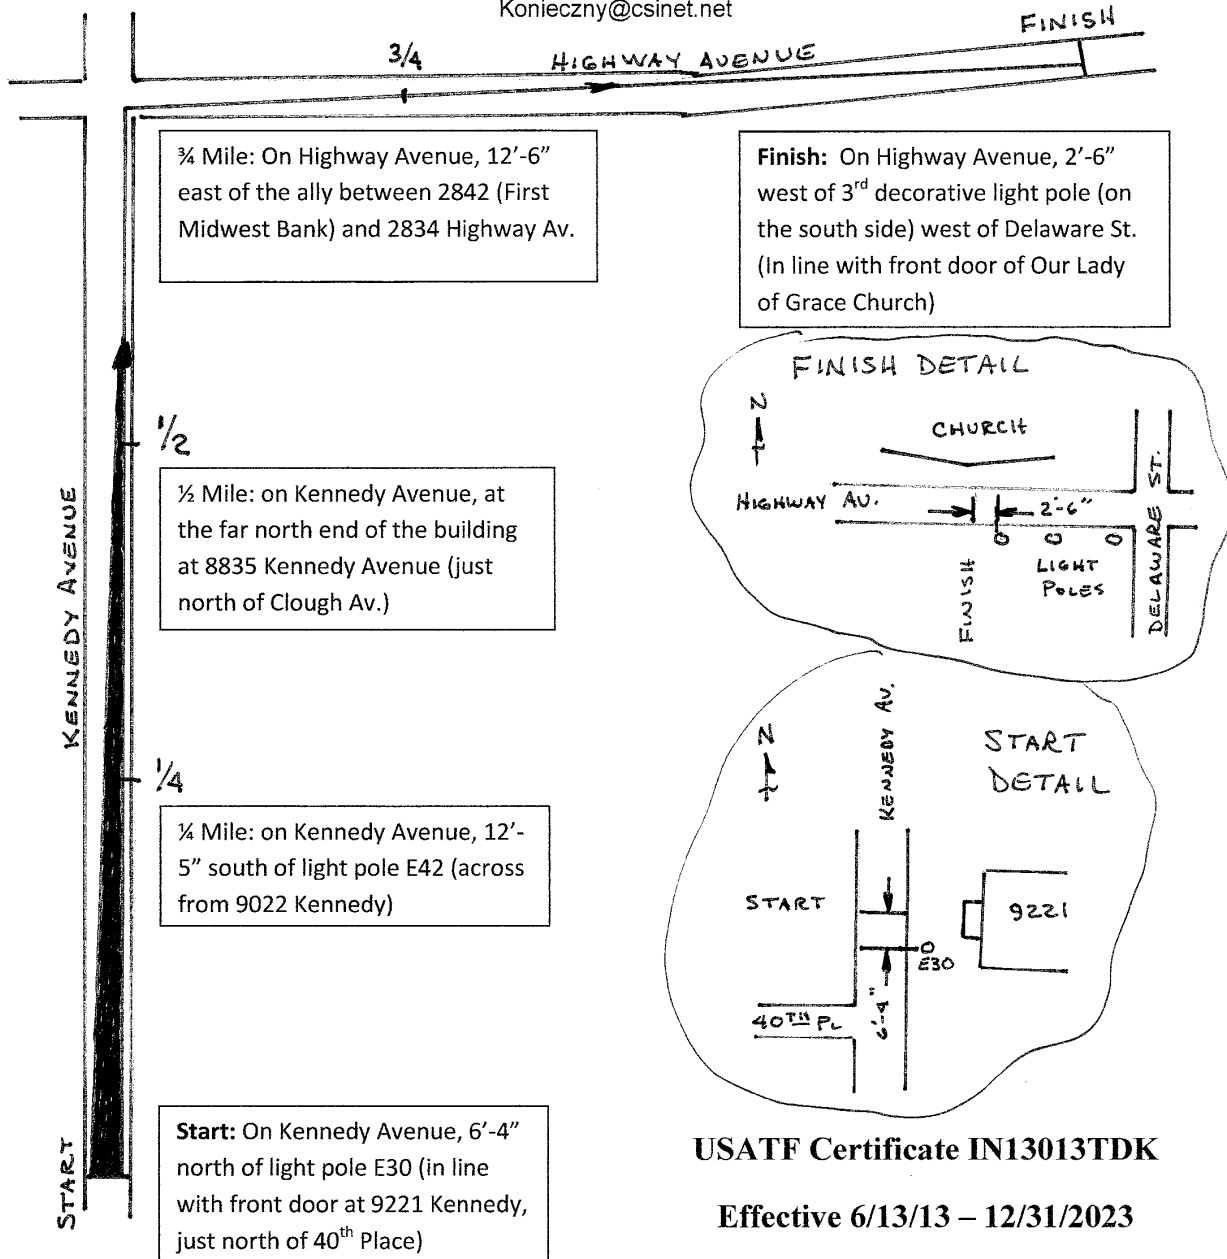 Konieczny@csinet.net
FINISH
3/4
HIGHWAY AVENUE
¾ Mile: On Highway Avenue, 12’-6”
east of the ally between 2842 (First
Midwest Bank) and 2834 Highway Av.
Finish: On Highway Avenue, 2’-6”
west of 3rd decorative light pole (on
the south side) west of Delaware St.
(In line with front door of Our Lady
of Grace Church)
FINISH DETAIL
N
CHURCH
HIGHWAY AV.
2'-6"
FINISH
LIGHT
POLES
DELAWARE ST.
1/2
½ Mile: on Kennedy Avenue, at
the far north end of the building
at 8835 Kennedy Avenue (just
north of Clough Av.)
KENNEDY AVENUE
1/4
¼ Mile: on Kennedy Avenue, 12’-
5” south of light pole E42 (across
from 9022 Kennedy)
N
KENNEDY AV.
START
DETAIL
START
9221
E30
6'-4"
40TH PL
START
Start: On Kennedy Avenue, 6’-4”
north of light pole E30 (in line
with front door at 9221 Kennedy,
just north of 40th Place)
USATF Certificate IN13013TDK
Effective 6/13/13 – 12/31/2023